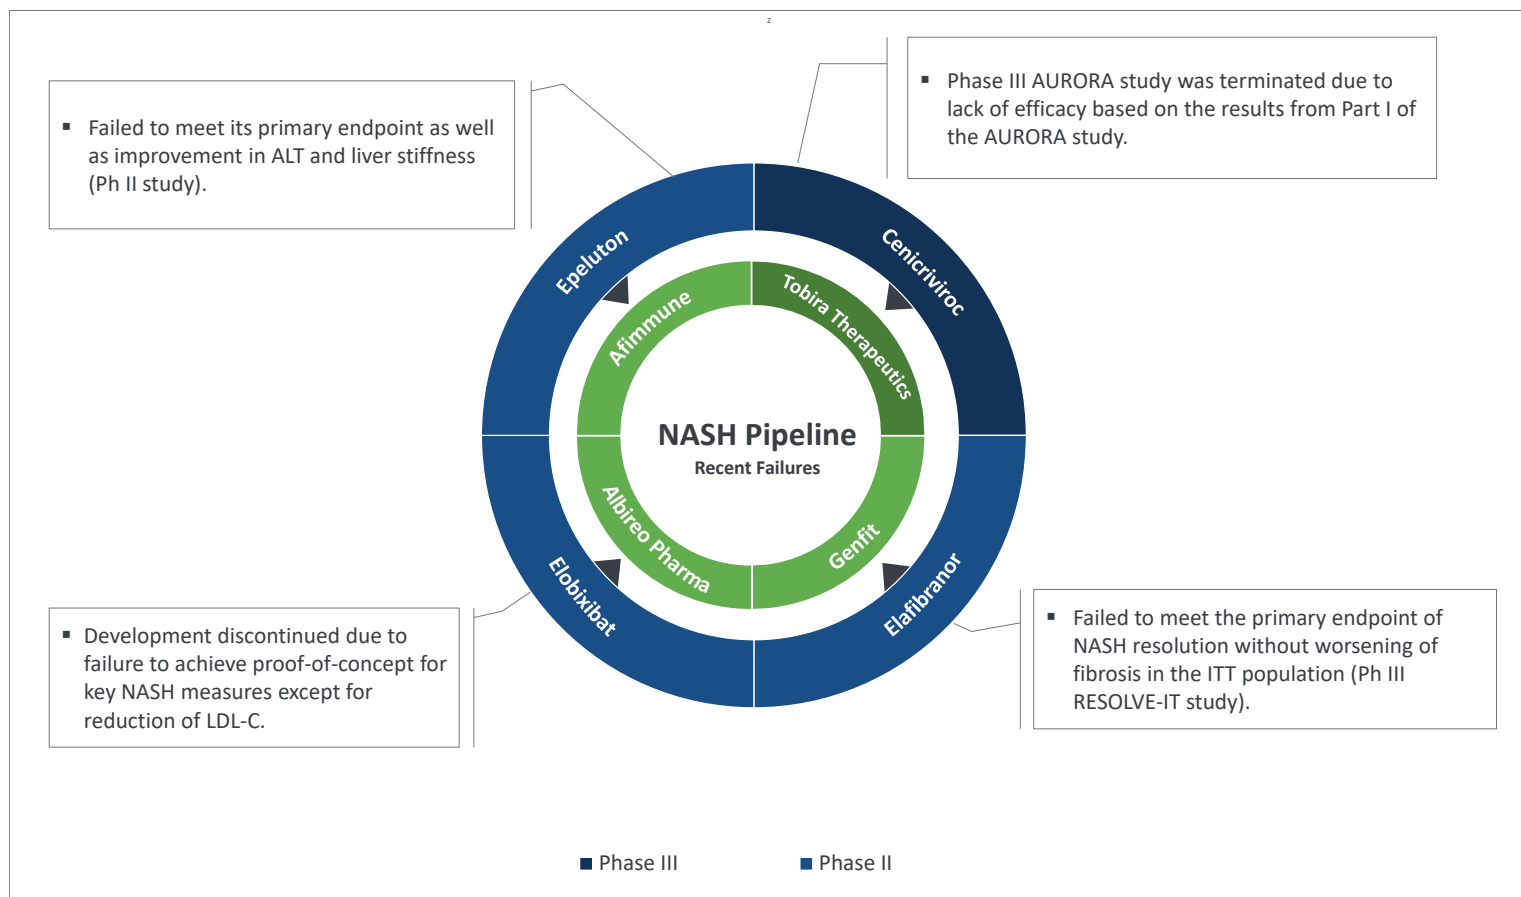 z
▪ Failed to meet its primary endpoint as well
as improvement in ALT and liver stiffness
(Ph II study).
▪ Phase III AURORA study was terminated due to
lack of efficacy based on the results from Part I of
the AURORA study.
Epeluton
Cenicriviroc
Afimmune
Tobira Therapeutics
NASH Pipeline
Recent Failures
Albireo Pharma
Genfit
Elobixibat
Elafibranor
▪ Development discontinued due to
failure to achieve proof-of-concept for
key NASH measures except for
reduction of LDL-C.
▪ Failed to meet the primary endpoint of
NASH resolution without worsening of
fibrosis in the ITT population (Ph III
RESOLVE-IT study).
Phase III
Phase II